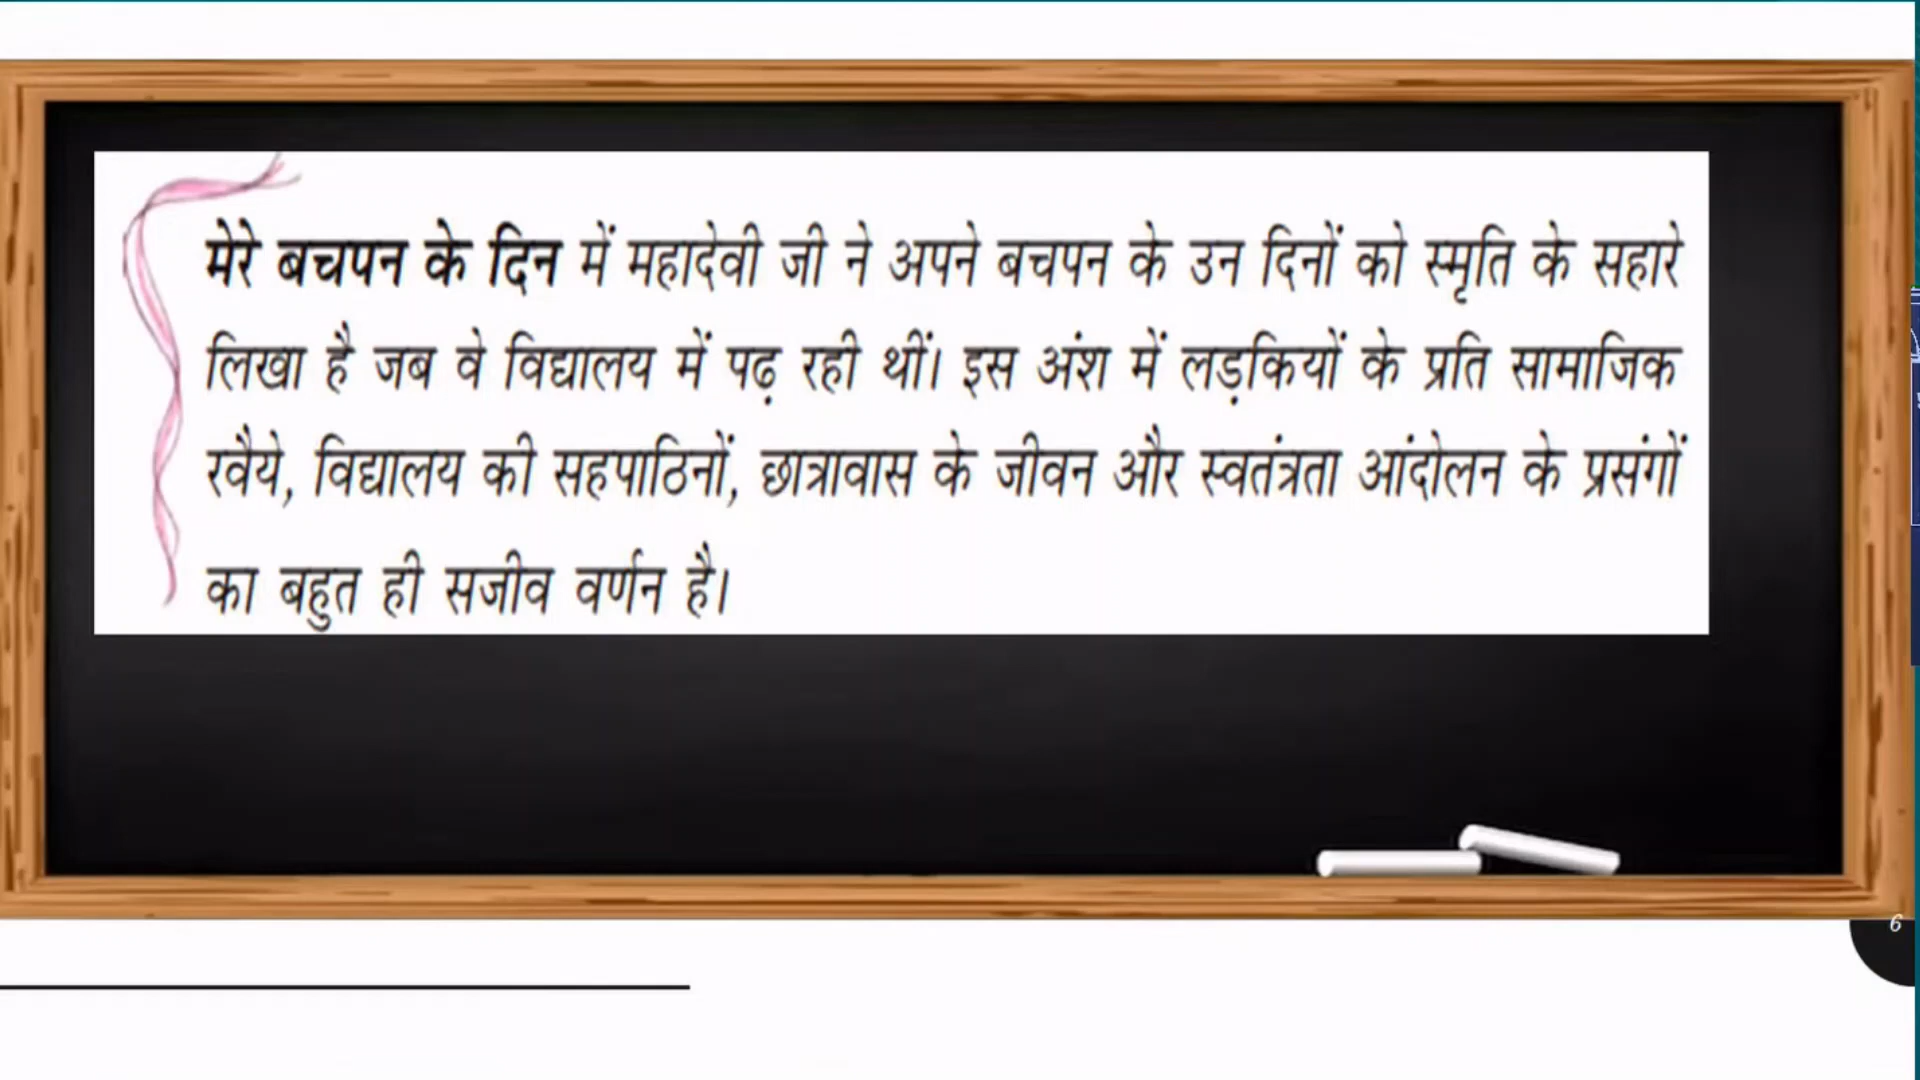 मेरे बचपन के दिन में महादेवी जी ने अपने बचपन के उन दिनों को स्मृति के सहारे
लिखा है जब वे विद्यालय में पढ़ रही थीं। इस अंश में लड़कियों के प्रति सामाजिक
रवैये, विद्यालय की सहपाठिनों, छात्रावास के जीवन और स्वतंत्रता आंदोलन के प्रसंगों
का बहुत ही सजीव वर्णन है।
6